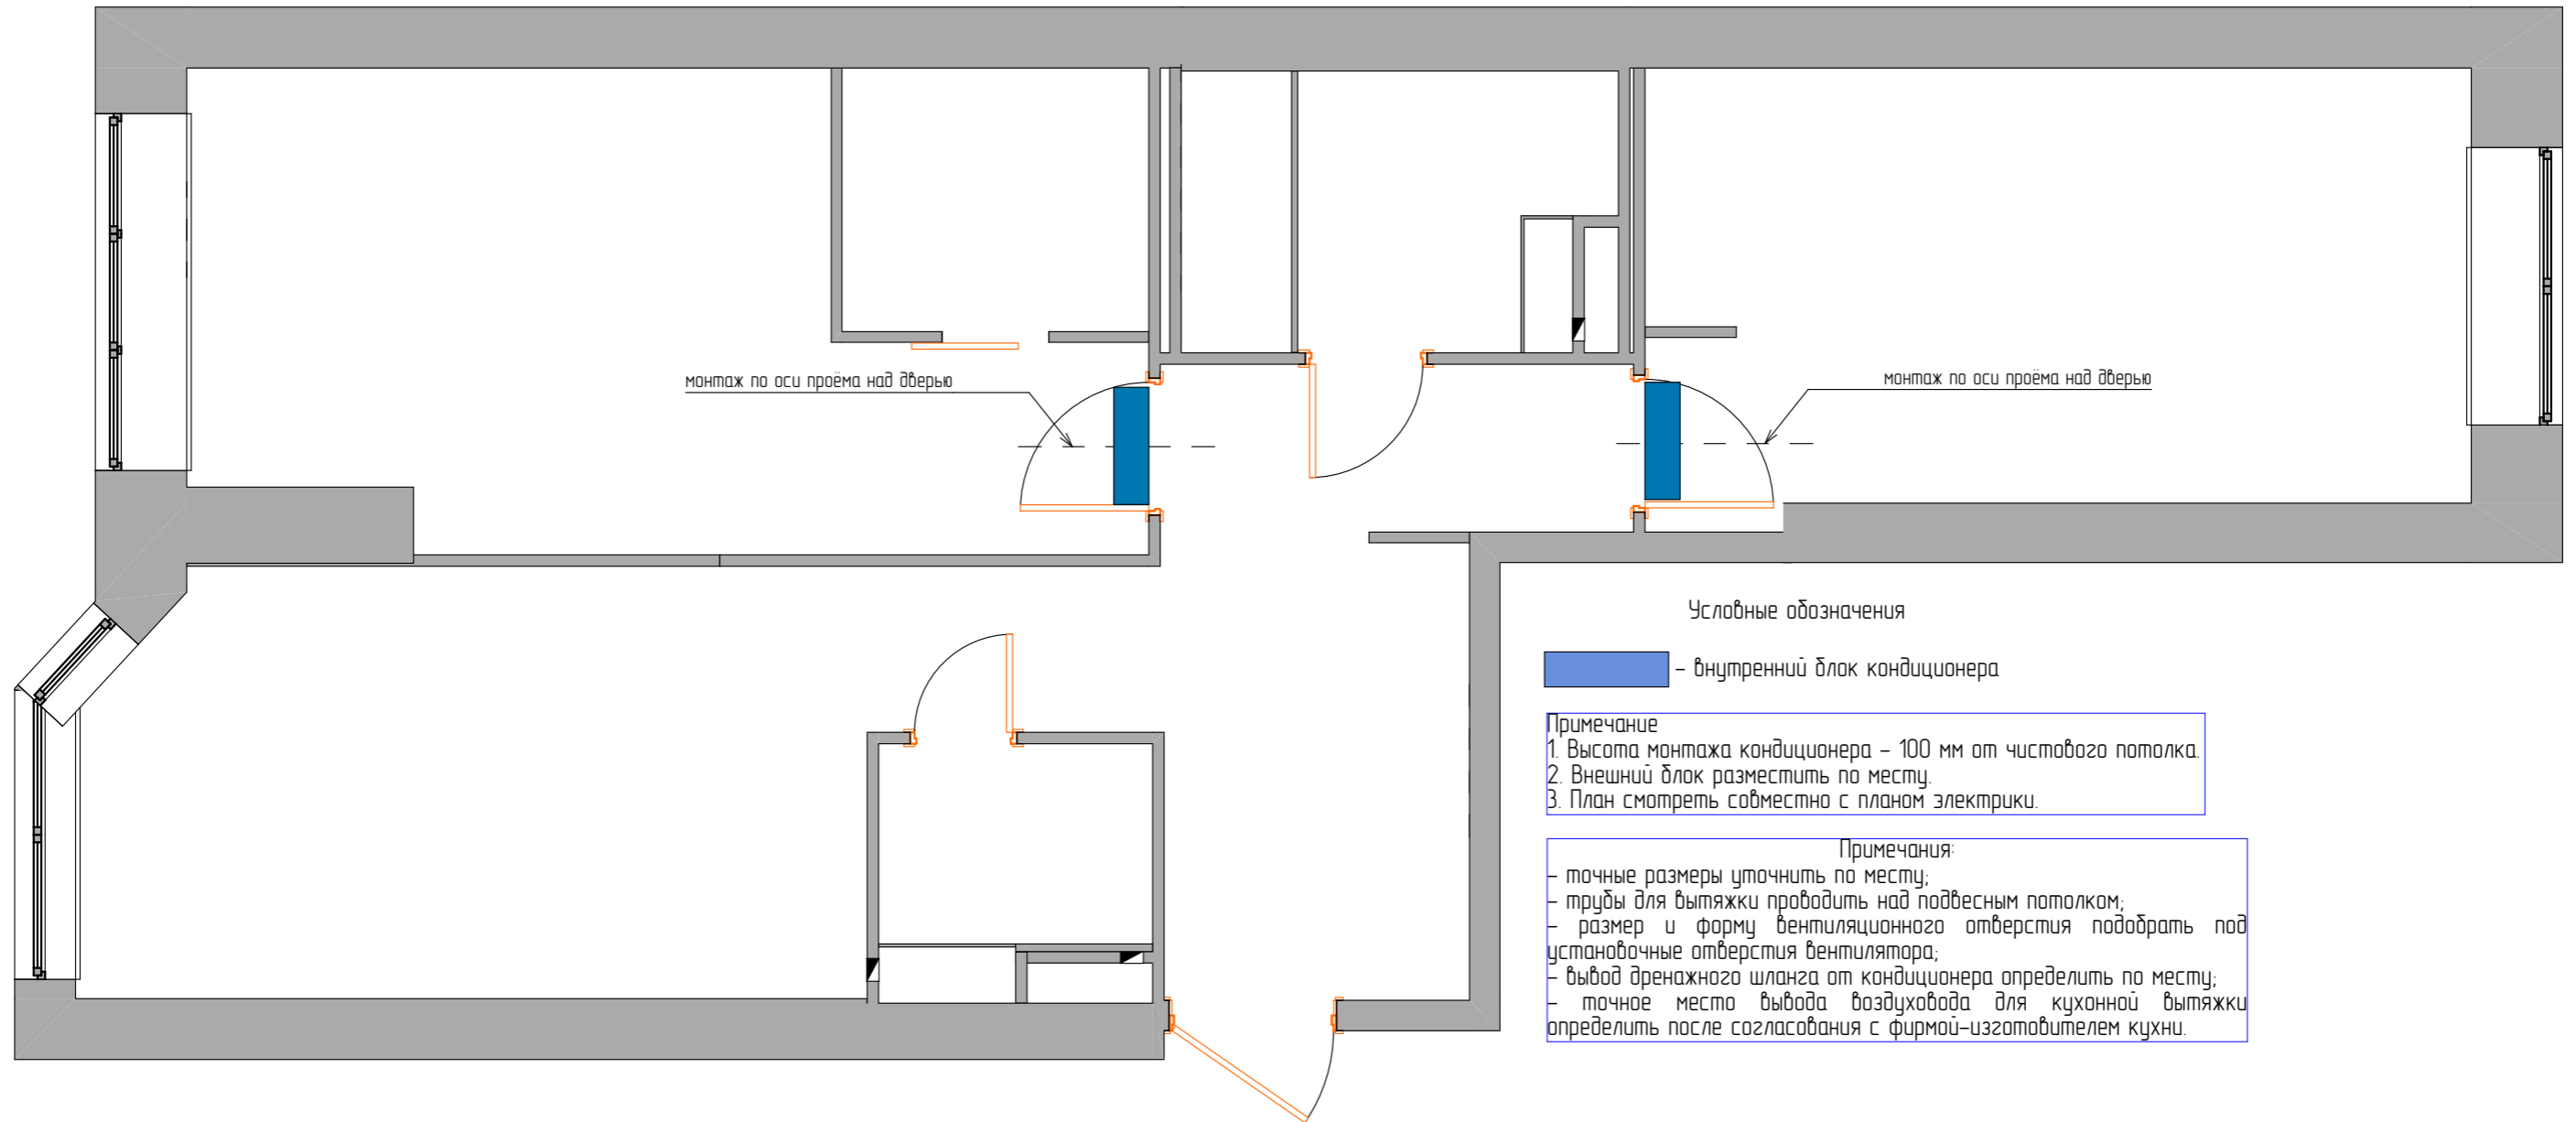 монтаж по оси проёма над дверью
монтаж по оси проёма над дверью
Условные обозначения
– внутренний блок кондиционера
Примечание
1. Высота монтажа кондиционера – 100 мм от чистового потолка.
2. Внешний блок разместить по месту.
3. План смотреть совместно с планом электрики.
Примечания:
– точные размеры уточнить по месту;
– трубы для вытяжки проводить над подвесным потолком;
– размер и форму вентиляционного отверстия подобрать под
установочные отверстия вентилятора;
– вывод дренажного шланга от кондиционера определить по месту;
– точное место вывода воздуховода для кухонной вытяжки
определить после согласования с фирмой–изготовителем кухни.